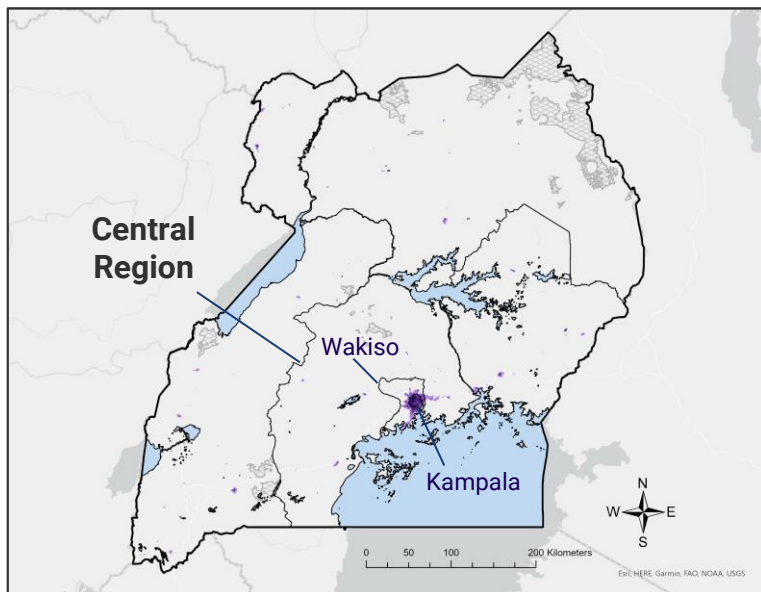 Central
Region
Wakiso
Kampala
N
W E
S
0 50 100 200 Kilometers
Esri, HERE, Garmin, FAO, NOAA, USGS